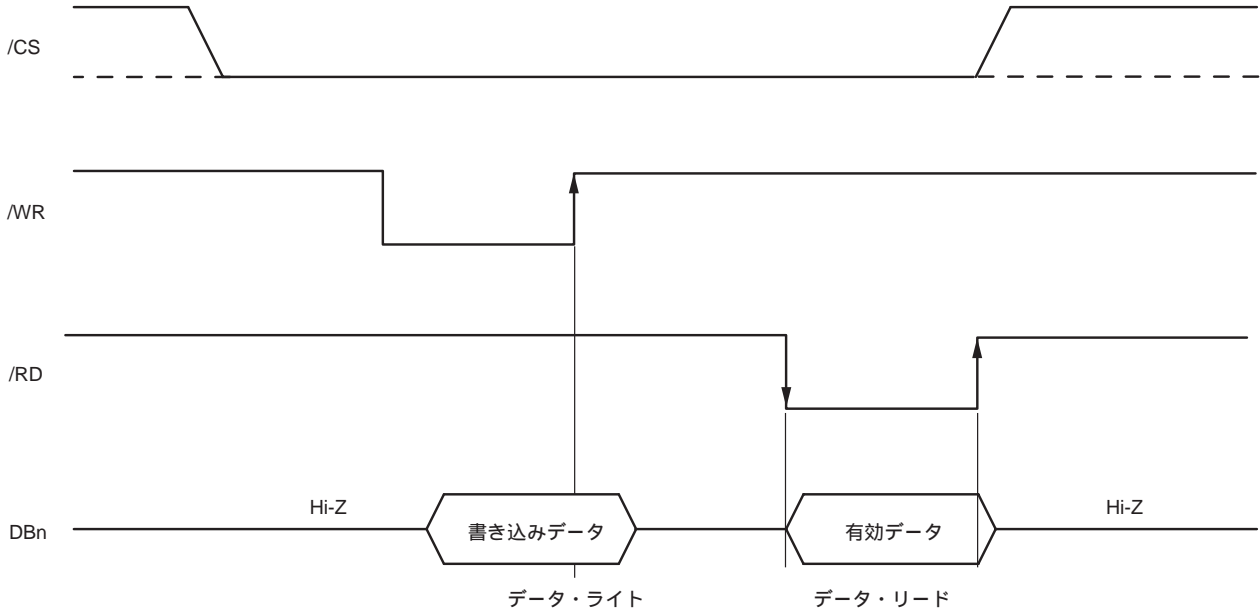 /CS
/WR
/RD
DBn
Hi-Z
書き込みデータ
有効データ
Hi-Z
データ・ライト
データ・リード